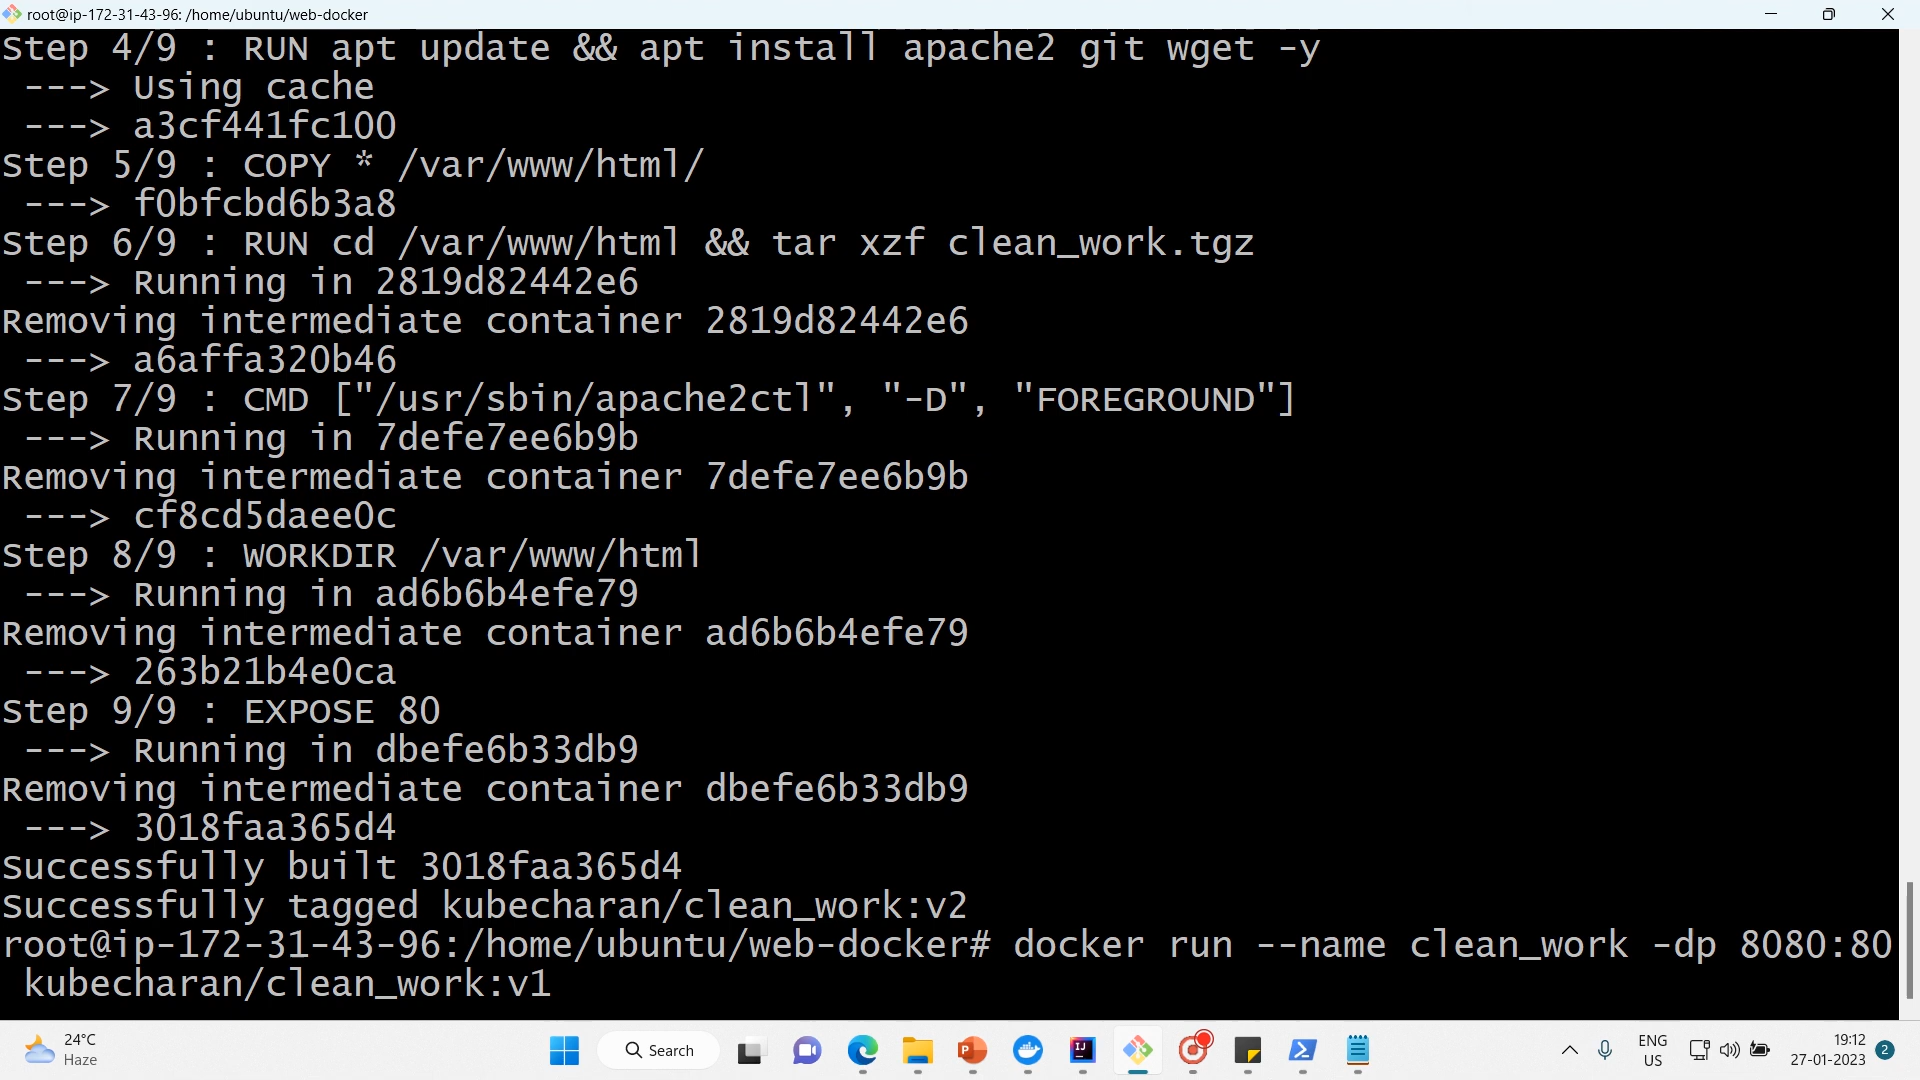 root@ip-172-31-43-96: /home/ubuntu/web-docker
Step 4/9 : RUN apt update && apt install apache2 git wget -y
 ---> Using cache
 ---> a3cf441fc100
Step 5/9 : COPY * /var/www/html/
 ---> f0bfcbd6b3a8
Step 6/9 : RUN cd /var/www/html && tar xzf clean_work.tgz
 ---> Running in 2819d82442e6
Removing intermediate container 2819d82442e6
 ---> a6affa320b46
Step 7/9 : CMD ["/usr/sbin/apache2ctl", "-D", "FOREGROUND"]
 ---> Running in 7defe7ee6b9b
Removing intermediate container 7defe7ee6b9b
 ---> cf8cd5daee0c
Step 8/9 : WORKDIR /var/www/html
 ---> Running in ad6b6b4efe79
Removing intermediate container ad6b6b4efe79
 ---> 263b21b4e0ca
Step 9/9 : EXPOSE 80
 ---> Running in dbefe6b33db9
Removing intermediate container dbefe6b33db9
 ---> 3018faa365d4
Successfully built 3018faa365d4
Successfully tagged kubecharan/clean_work:v2
root@ip-172-31-43-96:/home/ubuntu/web-docker# docker run --name clean_work -dp 8080:80
 kubecharan/clean_work:v1
24°C
Haze
Search
P
IJ
ENG
US
19:12
27-01-2023
2